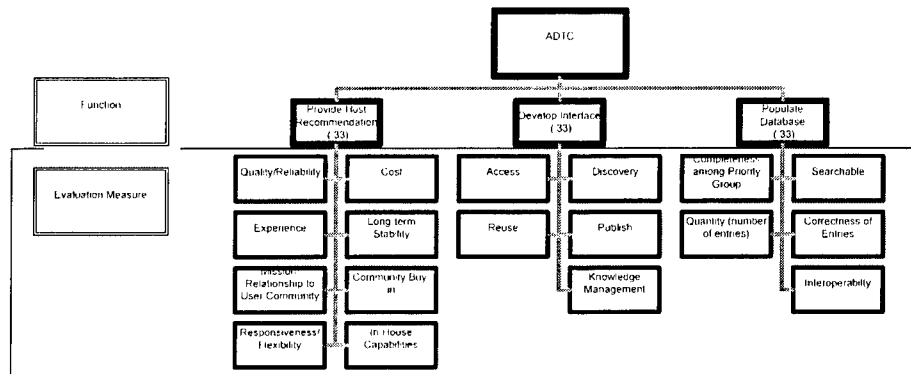 ADTC
Function
Provide Host
Recommendation
(.33)
Develop Interface
(.33)
Populate
Database
(.33)
Evaluation Measure
Quality/Reliability
Cost
Access
Discovery
Completeness
among Priority
Group
Searchable
Experience
Long term
Stability
Reuse
Publish
Quantity (number
of entries)
Correctness of
Entries
Mission
Relationship to
User Community
Community Buy
in
Knowledge
Management
Interoperability
Responsiveness/
Flexibility
In House
Capabilities